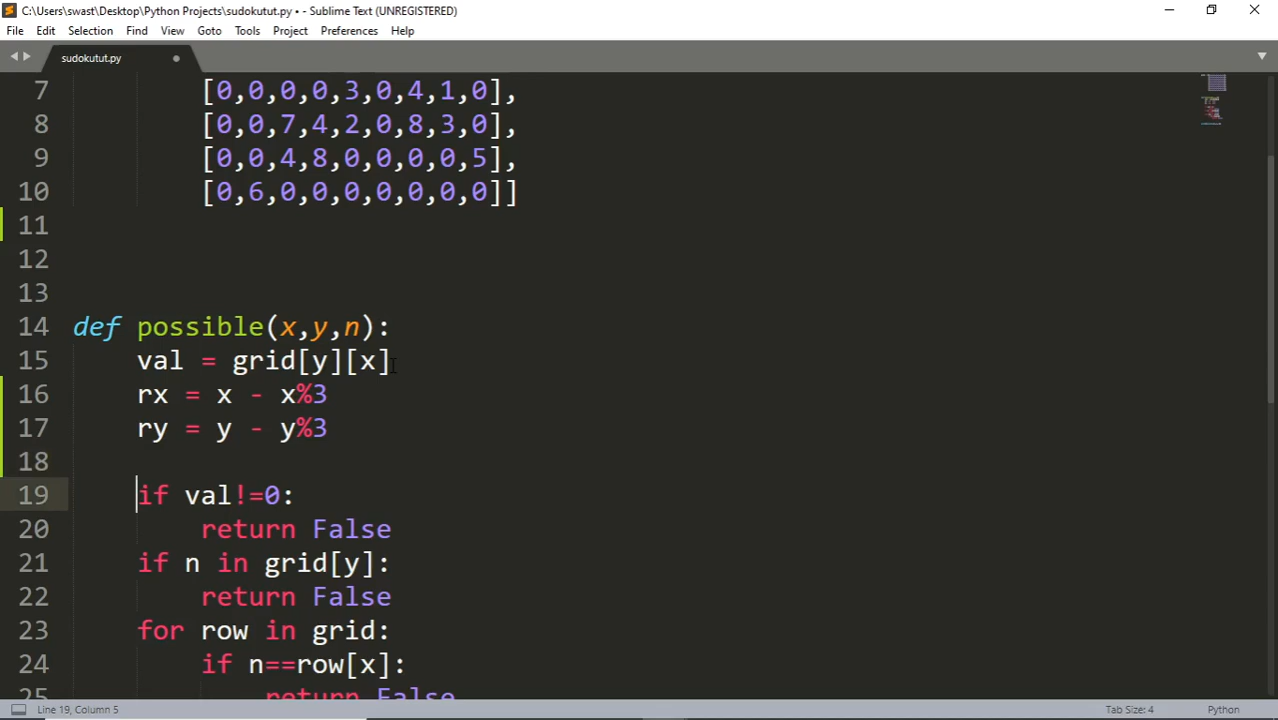 C:\Users\swast\Desktop\Python Projects\sudokutut.py • - Sublime Text (UNREGISTERED)
File Edit Selection Find View Goto Tools Project Preferences Help
sudokutut.py
7 [0,0,0,0,3,0,4,1,0],
8 [0,0,7,4,2,0,8,3,0],
9 [0,0,4,8,0,0,0,0,5],
10 [0,6,0,0,0,0,0,0,0]]
11
12
13
14 def possible(x,y,n):
15 val = grid[y][x]
16 rx = x - x%3
17 ry = y - y%3
18
19 if val!=0:
20 return False
21 if n in grid[y]:
22 return False
23 for row in grid:
24 if n==row[x]:
25 return False
Line 19, Column 5
Tab Size: 4
Python